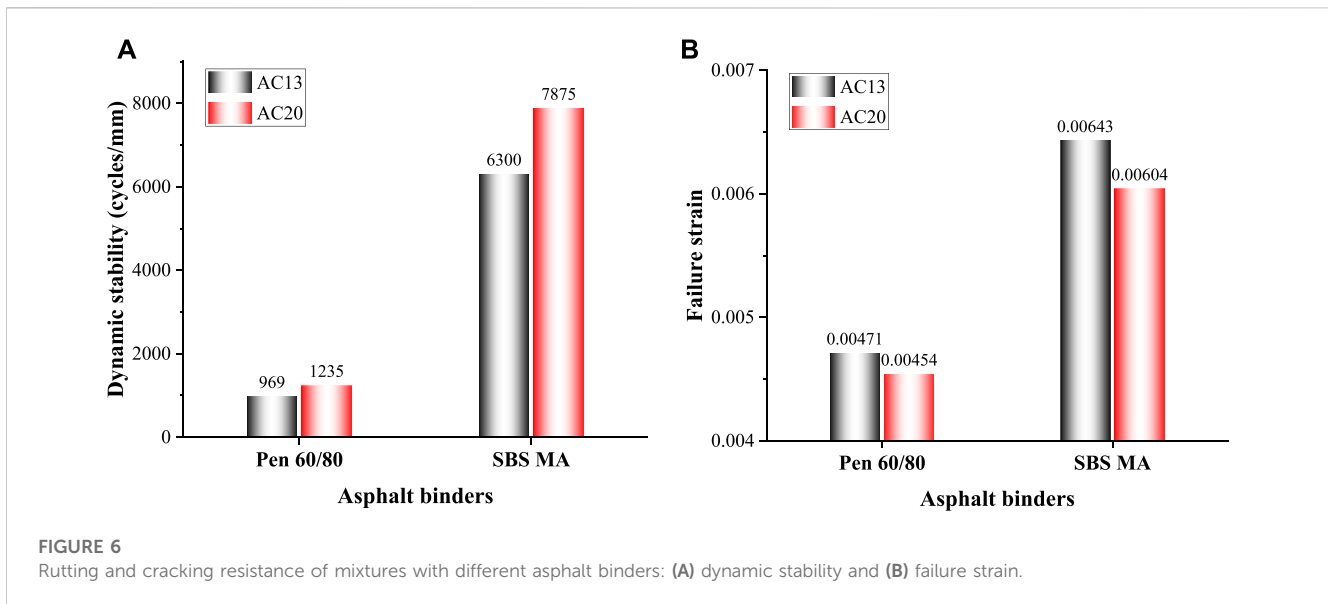 A
AC13
AC20
Dynamic stability (cycles/mm)
8000
6000
4000
2000
0
969
1235
6300
7875
Pen 60/80
SBS MA
Asphalt binders
B
AC13
AC20
Failure strain
0.007
0.006
0.005
0.004
0.00471
0.00454
0.00643
0.00604
Pen 60/80
SBS MA
Asphalt binders
FIGURE 6
Rutting and cracking resistance of mixtures with different asphalt binders: (A) dynamic stability and (B) failure strain.